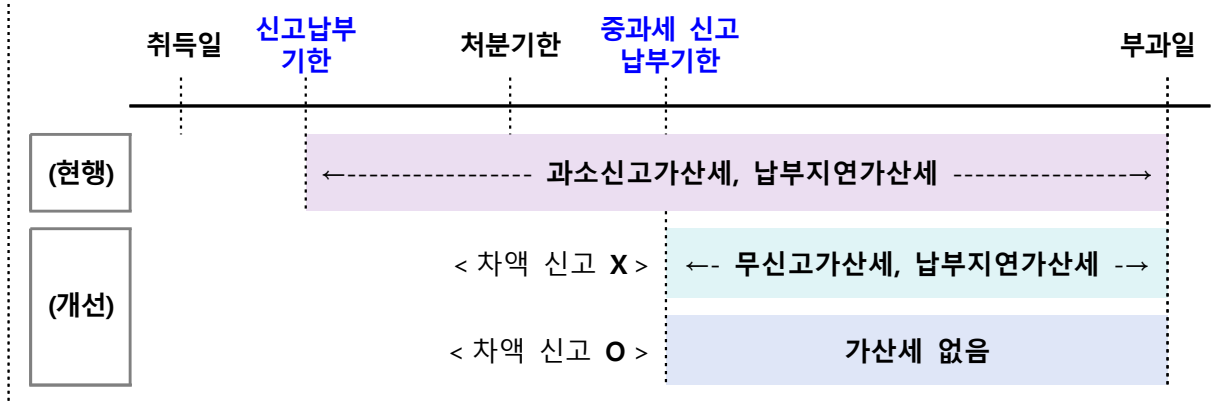 취득일
신고납부
기한
처분기한
중과세 신고
납부기한
부과일
(현행)
←------------------ 과소신고가산세, 납부지연가산세 ----------------→
(개선)
< 차액 신고 X >
←- 무신고가산세, 납부지연가산세 -→
< 차액 신고 O >
가산세 없음